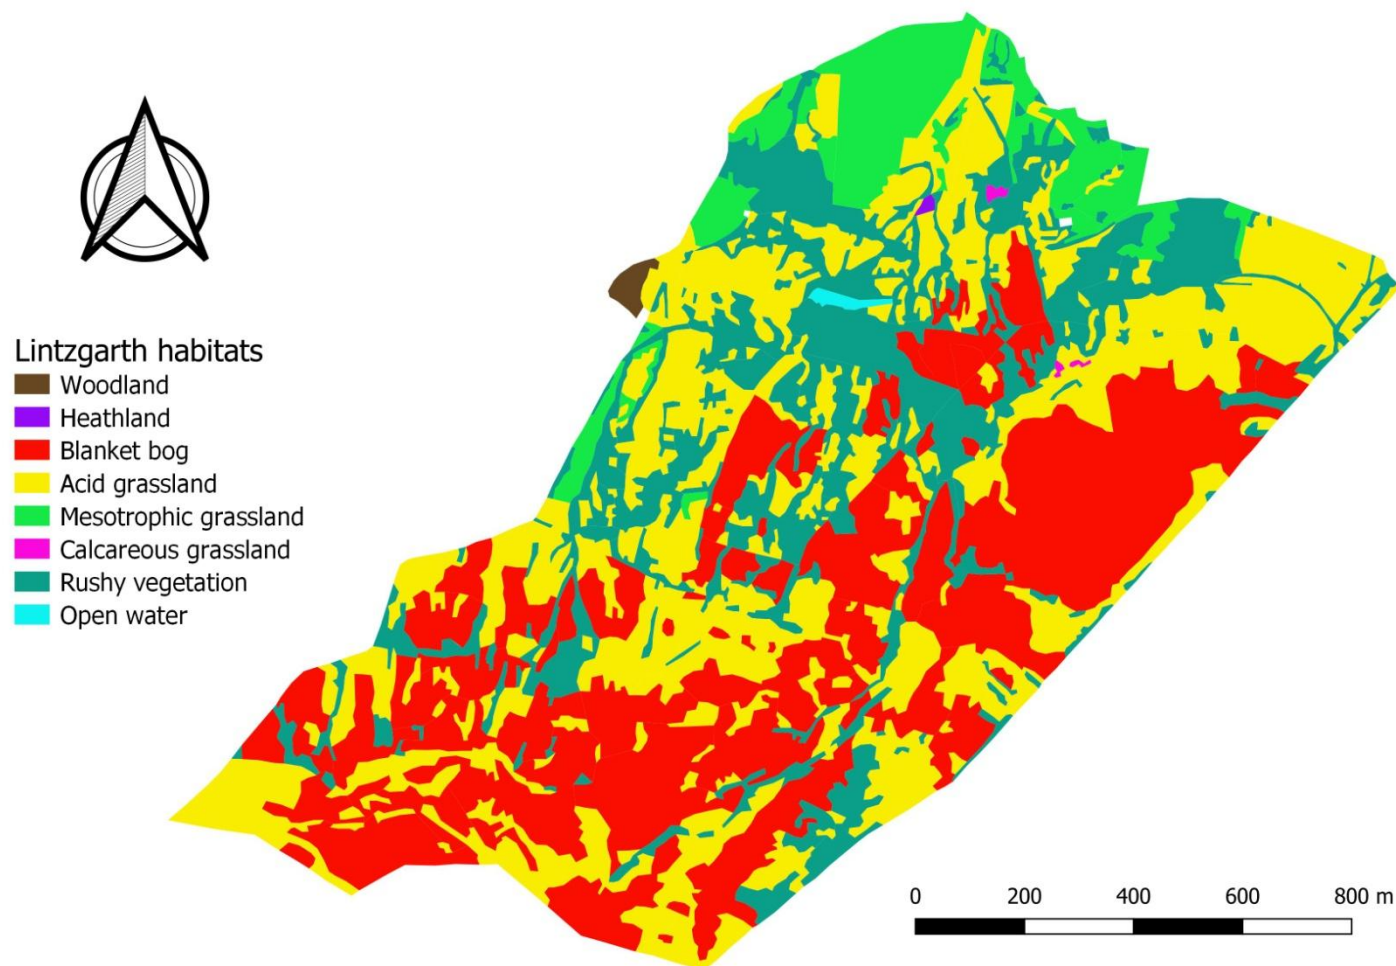 Lintzgarth habitats
Woodland
Heathland
Blanket bog
Acid grassland
Mesotrophic grassland
Calcareous grassland
Rushy vegetation
Open water
0 200 400 600 800 m